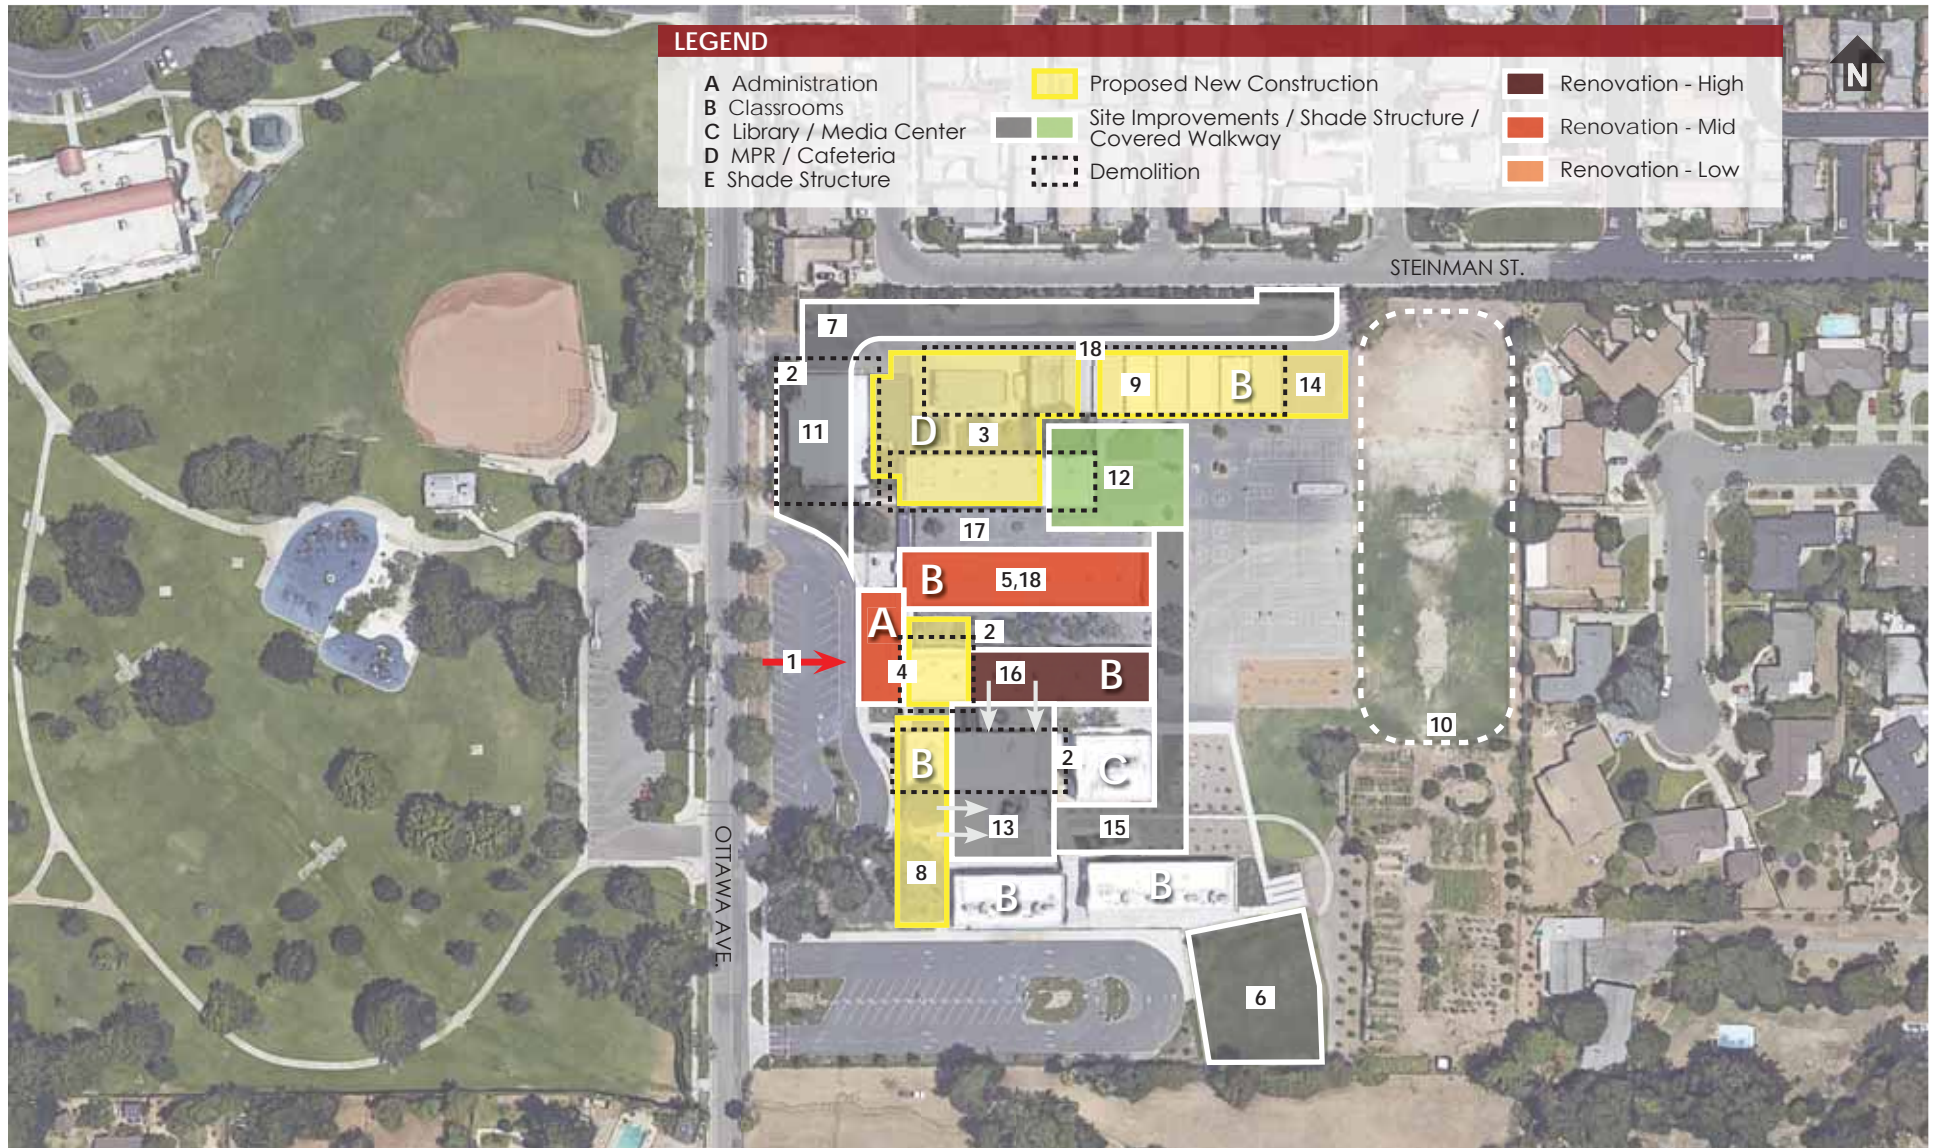 LEGEND
A Administration
B Classrooms
C Library / Media Center
D MPR / Cafeteria
E Shade Structure
Proposed New Construction
Site Improvements / Shade Structure /
Covered Walkway
Demolition
Renovation - High
Renovation - Mid
Renovation - Low
N
STEINMAN ST.
7
18
2
9
B
14
11
D
3
12
17
B
5,18
A
2
1
4
16
B
10
B
2
C
13
15
8
B
B
OTTAWA AVE.
6